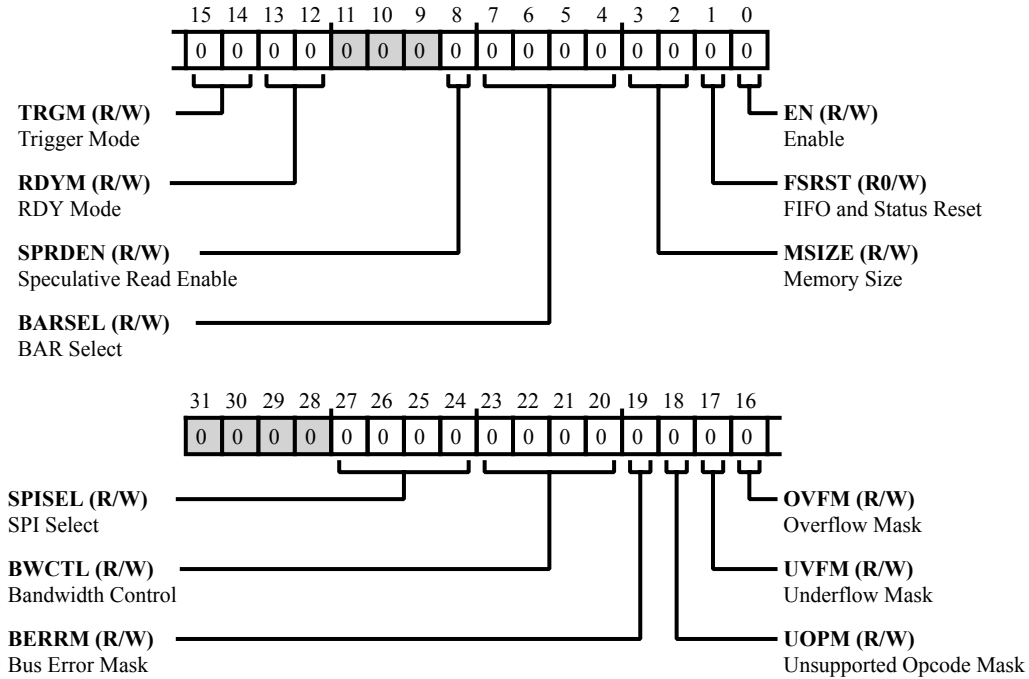 15 14 13 12 11 10 9 8 7 6 5 4 3 2 1 0
0 0 0 0 0 0 0 0 0 0 0 0 0 0 0 0
TRGM (R/W)
Trigger Mode
RDYM (R/W)
RDY Mode
SPRDEN (R/W)
Speculative Read Enable
BARSEL (R/W)
BAR Select
EN (R/W)
Enable
FSRST (R0/W)
FIFO and Status Reset
MSIZE (R/W)
Memory Size
31 30 29 28 27 26 25 24 23 22 21 20 19 18 17 16
0 0 0 0 0 0 0 0 0 0 0 0 0 0 0 0
SPISEL (R/W)
SPI Select
BWCTL (R/W)
Bandwidth Control
BERRM (R/W)
Bus Error Mask
OVFM (R/W)
Overflow Mask
UVFM (R/W)
Underflow Mask
UOPM (R/W)
Unsupported Opcode Mask